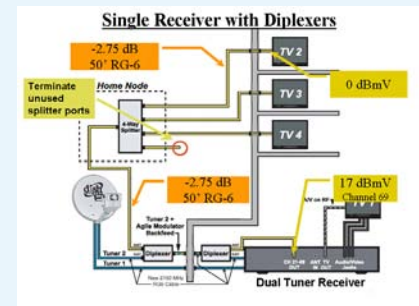 Single Receiver with Diplexers
-2.75 dB
50' RG-6
TV 2
0 dBmV
Terminate
unused
splitter ports
Home Node
TV 3
4-Way
Splitter
TV 4
-2.75 dB
50' RG-6
17 dBmV
Channel 69
Tuner 2 +
Agile Modulator
Backfeed
Tuner 2
Tuner 1
Diplexer
Diplexer
Dual Tuner Receiver